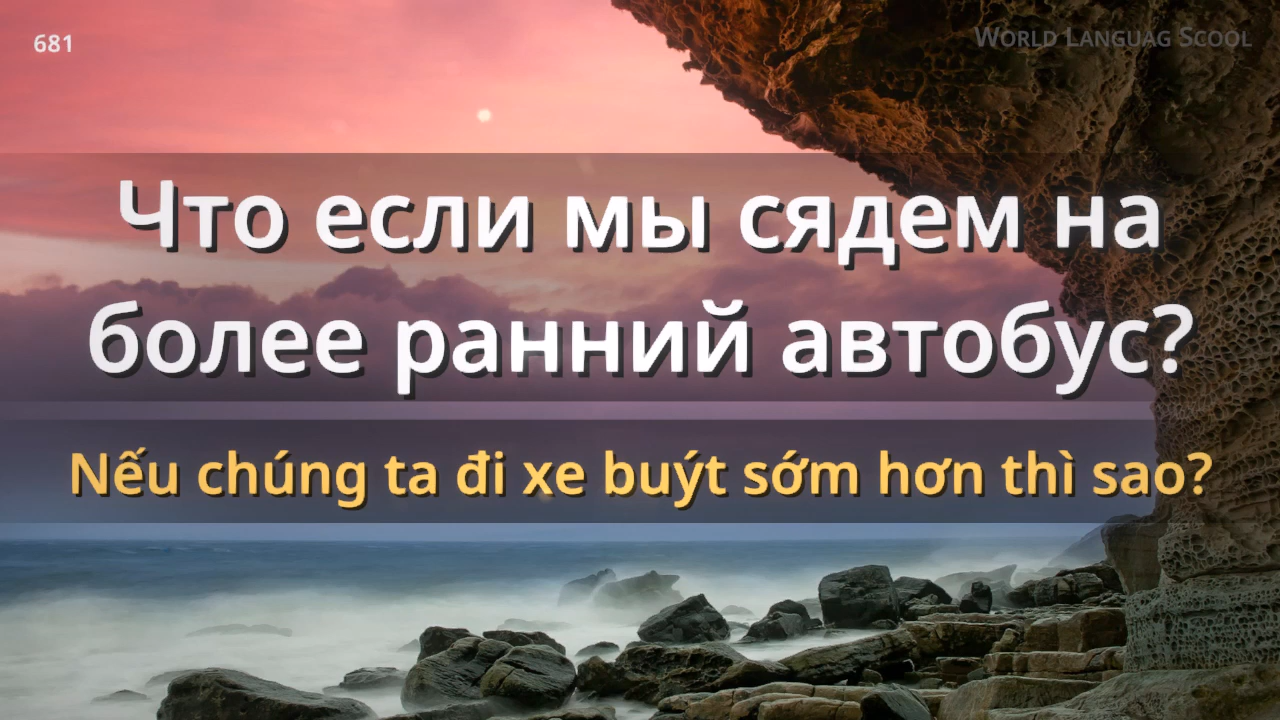 681
World Languag Scool
Что если мы сядем на
более ранний автобус?
Nếu chúng ta đi xe buýt sớm hơn thì sao?